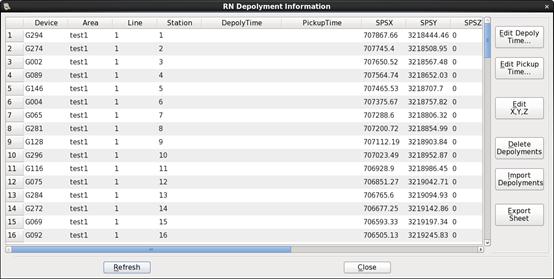 RN Depolyment Information
Device Area Line Station DepolyTime PickupTime SPSX SPSY SPSZ
1 G294 test1 1 1 707867.66 3218444.46 0
2 G274 test1 1 2 707745.4 3218508.95 0
3 G002 test1 1 3 707650.52 3218567.48 0
4 G089 test1 1 4 707564.74 3218652.03 0
5 G146 test1 1 5 707465.53 3218707.7 0
6 G004 test1 1 6 707375.67 3218757.82 0
7 G065 test1 1 7 707288.6 3218806.32 0
8 G281 test1 1 8 707200.72 3218854.99 0
9 G128 test1 1 9 707112.19 3218903.84 0
10 G296 test1 1 10 707023.49 3218952.87 0
11 G116 test1 1 11 706928.9 3218986.45 0
12 G075 test1 1 12 706851.27 3219042.71 0
13 G284 test1 1 13 706765.6 3219094.93 0
14 G272 test1 1 14 706677.25 3219142.86 0
15 G069 test1 1 15 706593.33 3219197.34 0
16 G092 test1 1 16 706505.13 3219245.83 0
Edit Depoly
Time...
Edit Pickup
Time...
Edit
X,Y,Z
Delete
Depolyments
Import
Depolyments
Export
Sheet
Refresh Close